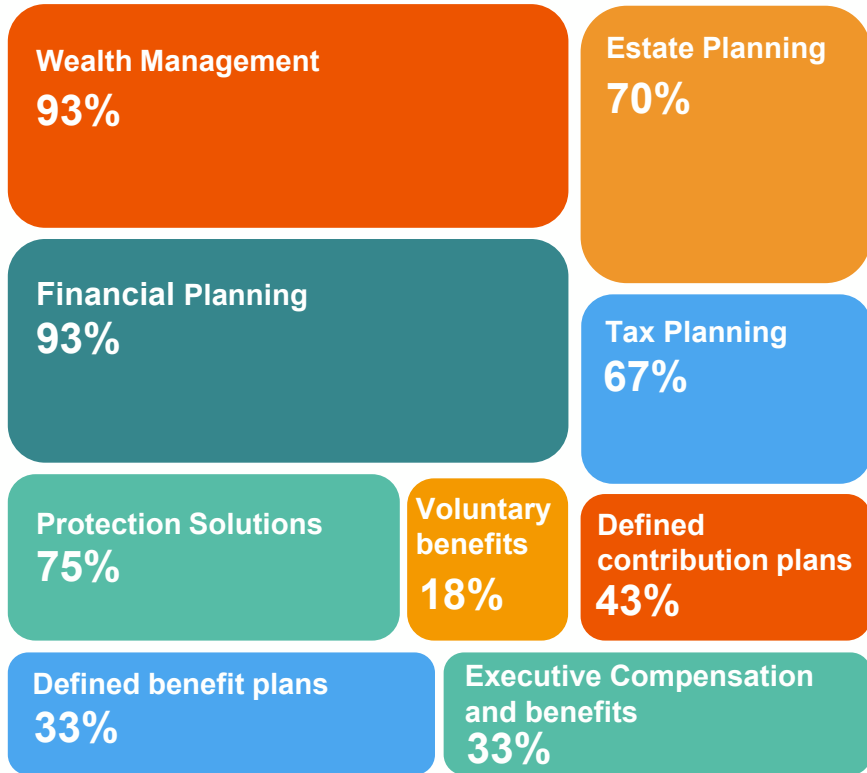 Wealth Management
93%
Estate Planning
70%
Financial Planning
93%
Tax Planning
67%
Protection Solutions
75%
Voluntary
benefits
18%
Defined
contribution plans
43%
Defined benefit plans
33%
Executive Compensation
and benefits
33%